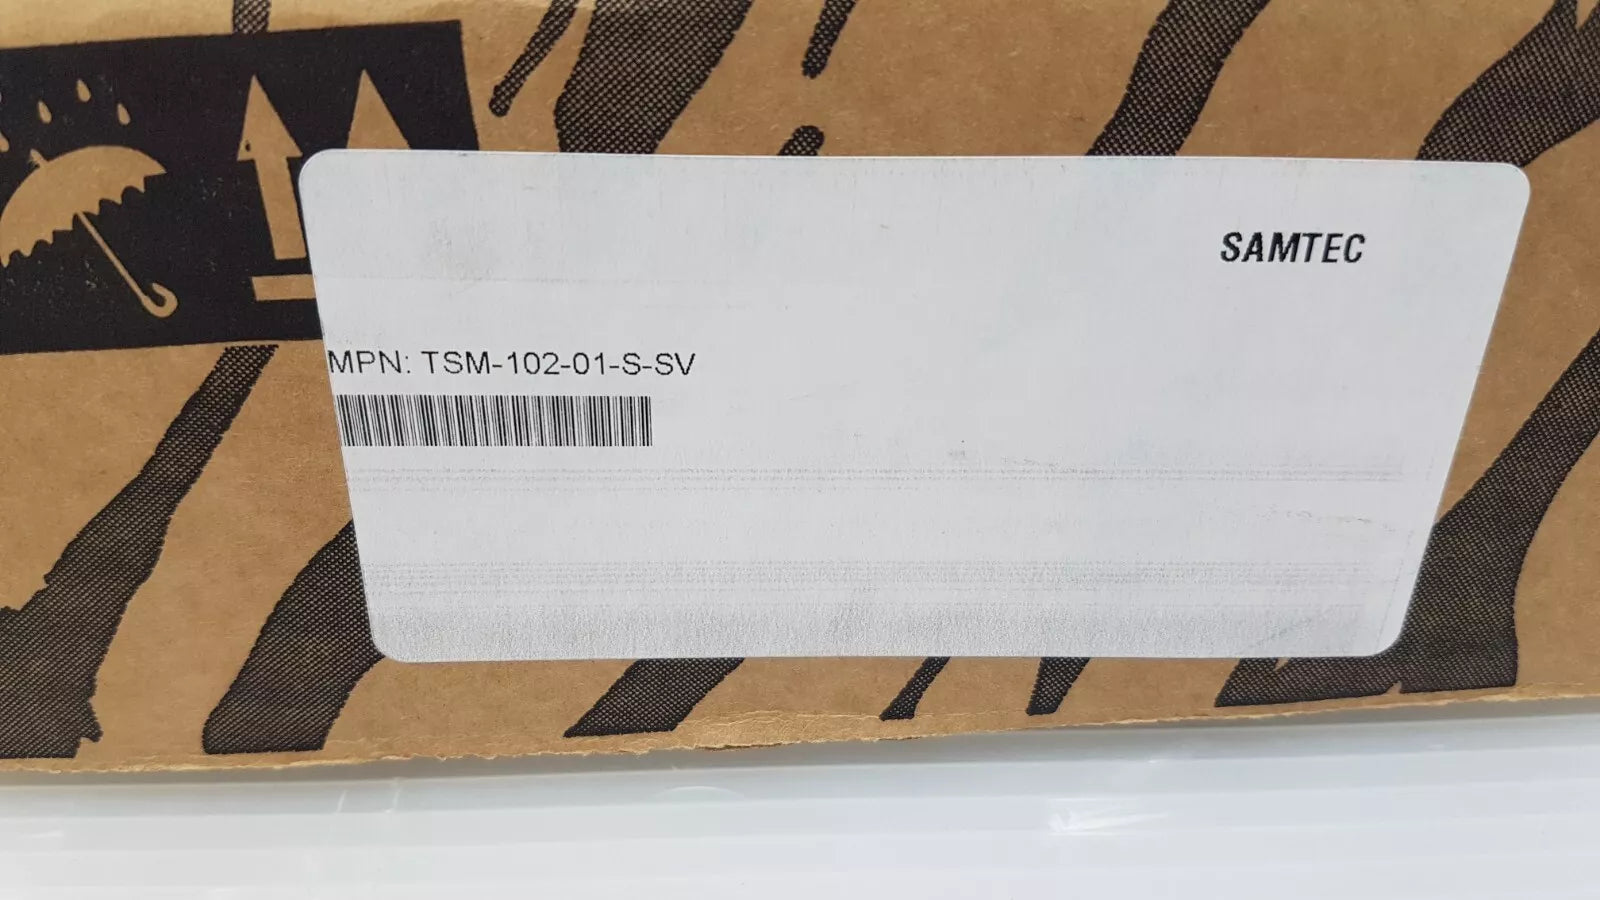 SAMTEC
MPN: TSM-102-01-S-SV